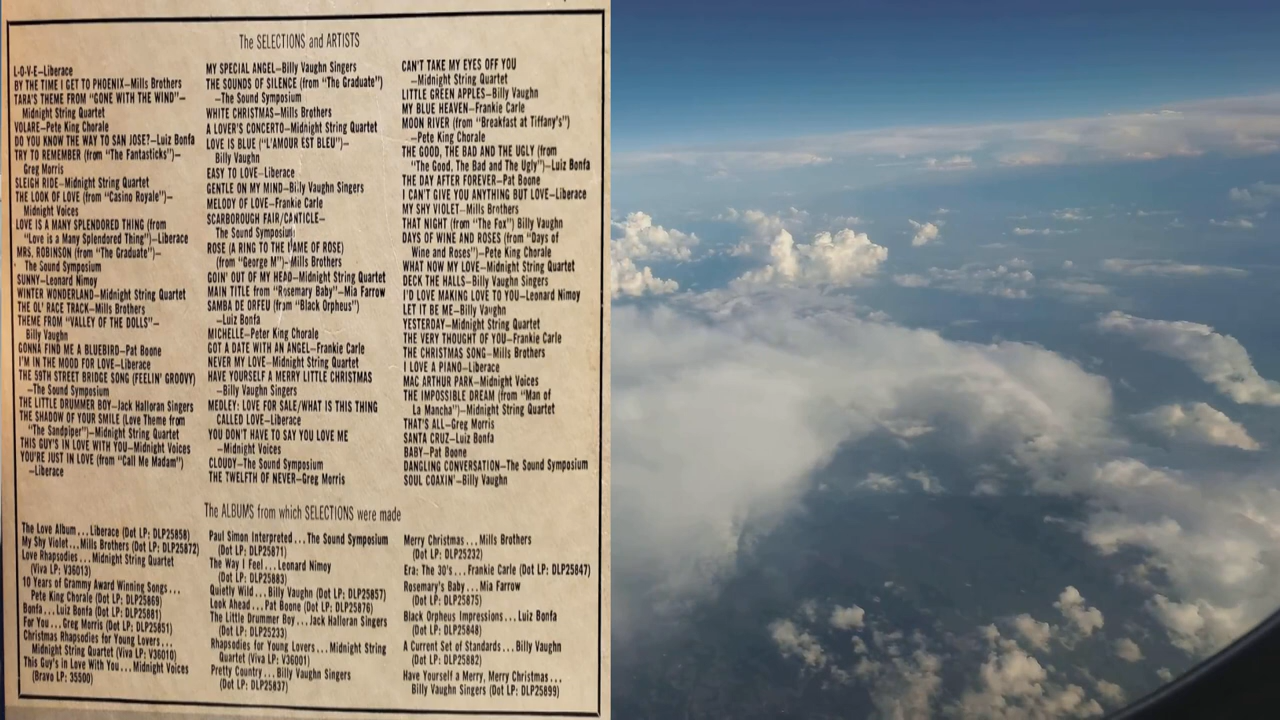 The SELECTIONS and ARTISTS
L-O-V-E—Liberace
BY THE TIME I GET TO PHOENIX—Mills Brothers
TARA'S THEME FROM "GONE WITH THE WIND"—
Midnight String Quartet
VOLARE—Pete King Chorale
DO YOU KNOW THE WAY TO SAN JOSE?—Luiz Bonfa
TRY TO REMEMBER (from "The Fantasticks")—
Greg Morris
SLEIGH RIDE—Midnight String Quartet
THE LOOK OF LOVE (from "Casino Royale")—
Midnight Voices
LOVE IS A MANY SPLENDORED THING (from
"Love is a Many Splendored Thing")—Liberace
MRS. ROBINSON (from "The Graduate")—
The Sound Symposium
SUNNY—Leonard Nimoy
WINTER WONDERLAND—Midnight String Quartet
THE OL' RACE TRACK—Mills Brothers
THEME FROM "VALLEY OF THE DOLLS"—
Billy Vaughn
GONNA FIND ME A BLUEBIRD—Pat Boone
I'M IN THE MOOD FOR LOVE—Liberace
THE 59TH STREET BRIDGE SONG (FEELIN' GROOVY)
—The Sound Symposium
THE LITTLE DRUMMER BOY—Jack Halloran Singers
THE SHADOW OF YOUR SMILE (Love Theme from
"The Sandpiper")—Midnight String Quartet
THIS GUY'S IN LOVE WITH YOU—Midnight Voices
YOU'RE JUST IN LOVE (from "Call Me Madam")
—Liberace
MY SPECIAL ANGEL—Billy Vaughn Singers
THE SOUNDS OF SILENCE (from "The Graduate")
—The Sound Symposium
WHITE CHRISTMAS—Mills Brothers
A LOVER'S CONCERTO—Midnight String Quartet
LOVE IS BLUE ("L'AMOUR EST BLEU")—
Billy Vaughn
EASY TO LOVE—Liberace
GENTLE ON MY MIND—Billy Vaughn Singers
MELODY OF LOVE—Frankie Carle
SCARBOROUGH FAIR/CANTICLE—
The Sound Symposium
ROSE (A RING TO THE NAME OF ROSE)
(from "George M")—Mills Brothers
GOIN' OUT OF MY HEAD—Midnight String Quartet
MAIN TITLE from "Rosemary Baby"—Mia Farrow
SAMBA DE ORFEU (from "Black Orpheus")
—Luiz Bonfa
MICHELLE—Peter King Chorale
GOT A DATE WITH AN ANGEL—Frankie Carle
NEVER MY LOVE—Midnight String Quartet
HAVE YOURSELF A MERRY LITTLE CHRISTMAS
—Billy Vaughn Singers
MEDLEY: LOVE FOR SALE/WHAT IS THIS THING
CALLED LOVE—Liberace
YOU DON'T HAVE TO SAY YOU LOVE ME
—Midnight Voices
CLOUDY—The Sound Symposium
THE TWELFTH OF NEVER—Greg Morris
CAN'T TAKE MY EYES OFF YOU
—Midnight String Quartet
LITTLE GREEN APPLES—Billy Vaughn
MY BLUE HEAVEN—Frankie Carle
MOON RIVER (from "Breakfast at Tiffany's")
—Pete King Chorale
THE GOOD, THE BAD AND THE UGLY (from
"The Good, The Bad and The Ugly")—Luiz Bonfa
THE DAY AFTER FOREVER—Pat Boone
I CAN'T GIVE YOU ANYTHING BUT LOVE—Liberace
MY SHY VIOLET—Mills Brothers
THAT NIGHT (from "The Fox") Billy Vaughn
DAYS OF WINE AND ROSES (from "Days of
Wine and Roses")—Pete King Chorale
WHAT NOW MY LOVE—Midnight String Quartet
DECK THE HALLS—Billy Vaughn Singers
I'D LOVE MAKING LOVE TO YOU—Leonard Nimoy
LET IT BE ME—Billy Vaughn
YESTERDAY—Midnight String Quartet
THE VERY THOUGHT OF YOU—Frankie Carle
THE CHRISTMAS SONG—Mills Brothers
I LOVE A PIANO—Liberace
MAC ARTHUR PARK—Midnight Voices
THE IMPOSSIBLE DREAM (from "Man of
La Mancha")—Midnight String Quartet
THAT'S ALL—Greg Morris
SANTA CRUZ—Luiz Bonfa
BABY—Pat Boone
DANGLING CONVERSATION—The Sound Symposium
SOUL COAXIN'—Billy Vaughn
The ALBUMS from which SELECTIONS were made
The Love Album...Liberace (Dot LP: DLP25858)
My Shy Violet...Mills Brothers (Dot LP: DLP25872)
Love Rhapsodies...Midnight String Quartet
(Viva LP: V36013)
10 Years of Grammy Award Winning Songs...
Pete King Chorale (Dot LP: DLP25869)
Bonfa...Luiz Bonfa (Dot LP: DLP25881)
For You...Greg Morris (Dot LP: DLP25851)
Christmas Rhapsodies for Young Lovers...
Midnight String Quartet (Viva LP: V36010)
This Guy's in Love With You...Midnight Voices
(Bravo LP: 35500)
Paul Simon Interpreted...The Sound Symposium
(Dot LP: DLP25871)
The Way I Feel...Leonard Nimoy
(Dot LP: DLP25883)
Quietly Wild...Billy Vaughn (Dot LP: DLP25857)
Look Ahead...Pat Boone (Dot LP: DLP25876)
The Little Drummer Boy...Jack Halloran Singers
(Dot LP: DLP25233)
Rhapsodies for Young Lovers...Midnight String
Quartet (Viva LP: V36001)
Pretty Country...Billy Vaughn Singers
(Dot LP: DLP25837)
Merry Christmas...Mills Brothers
(Dot LP: DLP25232)
Era: The 30's...Frankie Carle (Dot LP: DLP25847)
Rosemary's Baby...Mia Farrow
(Dot LP: DLP25875)
Black Orpheus Impressions...Luiz Bonfa
(Dot LP: DLP25848)
A Current Set of Standards...Billy Vaughn
(Dot LP: DLP25882)
Have Yourself a Merry, Merry Christmas...
Billy Vaughn Singers (Dot LP: DLP25899)